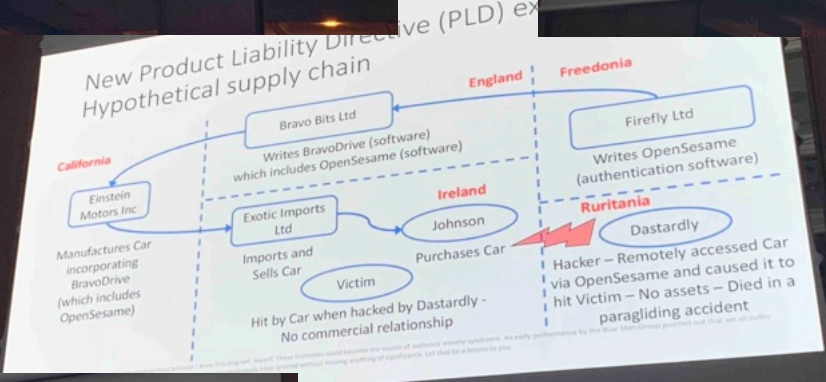 New Product Liability Directive (PLD) ex
Hypothetical supply chain
England
Freedonia
Bravo Bits Ltd
Firefly Ltd
Writes BravoDrive (software)
which includes OpenSesame (software)
Writes OpenSesame
(authentication software)
California
Einstein
Motors Inc
Manufactures Car
incorporating
BravoDrive
(which includes
OpenSesame)
Exotic Imports
Ltd
Imports and
Sells Car
Ireland
Johnson
Purchases Car
Victim
Hit by Car when hacked by Dastardly -
No commercial relationship
Ruritania
Dastardly
Hacker – Remotely accessed Car
via OpenSesame and caused it to
hit Victim – No assets – Died in a
paragliding accident